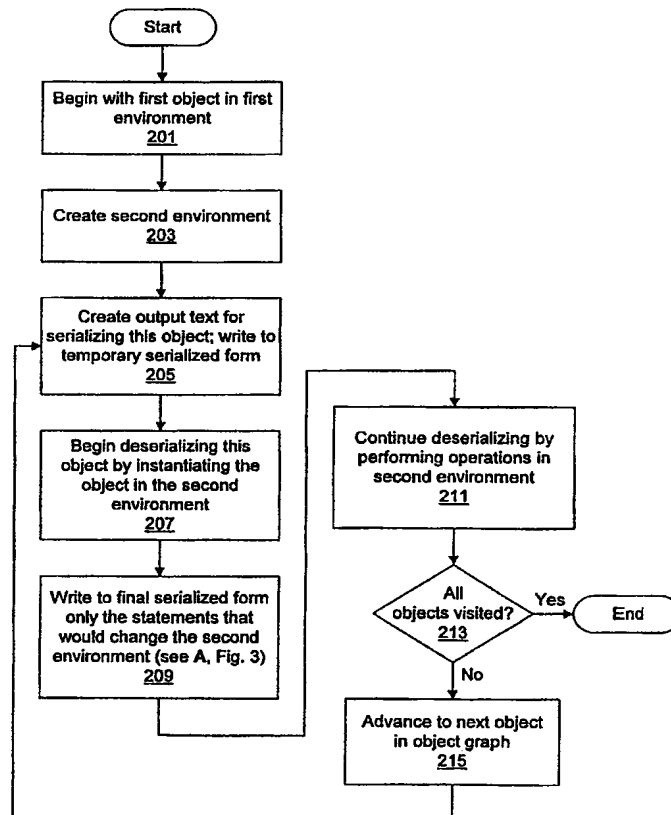 Start
Begin with first object in first
environment
201
Create second environment
203
Create output text for
serializing this object; write to
temporary serialized form
205
Begin deserializing this
object by instantiating the
object in the second
environment
207
Write to final serialized form
only the statements that
would change the second
environment (see A, Fig. 3)
209
Continue deserializing by
performing operations in
second environment
211
All
objects visited?
213
Yes
End
No
Advance to next object
in object graph
215